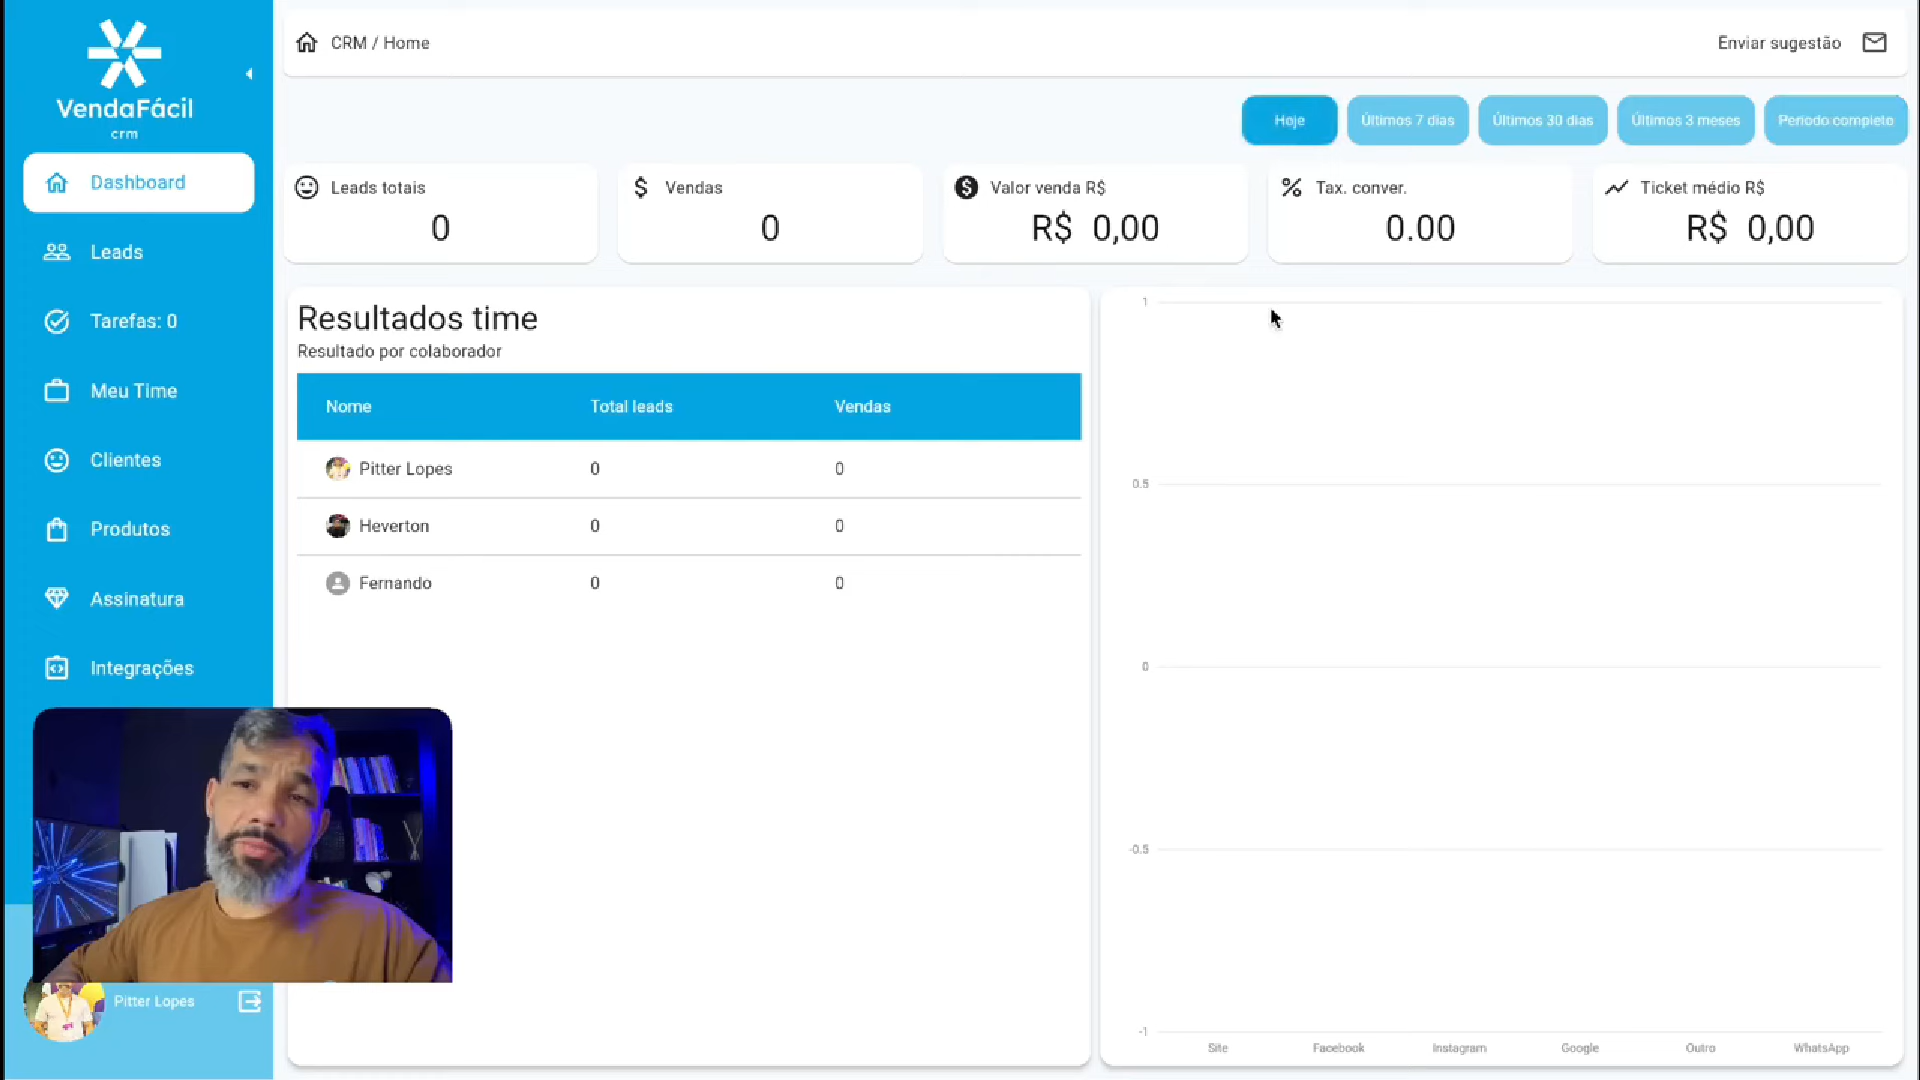 VendaFácil
crm
Dashboard
Leads
Tarefas: 0
Meu Time
Clientes
Produtos
Assinatura
Integrações
Pitter Lopes
CRM / Home
Enviar sugestão
Hoje
Últimos 7 dias
Últimos 30 dias
Últimos 3 meses
Período completo
Leads totais
0
Vendas
0
Valor venda R$
R$ 0,00
Tax. conver.
0.00
Ticket médio R$
R$ 0,00
Resultados time
Resultado por colaborador
Nome Total leads Vendas
Pitter Lopes 0 0
Heverton 0 0
Fernando 0 0
1
0.5
0
-0.5
-1
Site Facebook Instagram Google Outro WhatsApp